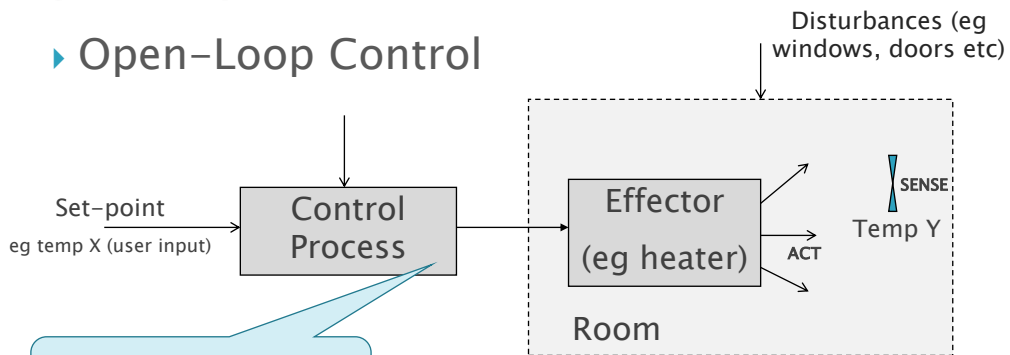 Open-Loop Control
Disturbances (eg
windows, doors etc)
Set-point
eg temp X (user input)
Control
Process
Effector
(eg heater)
ACT
SENSE
Temp Y
Room